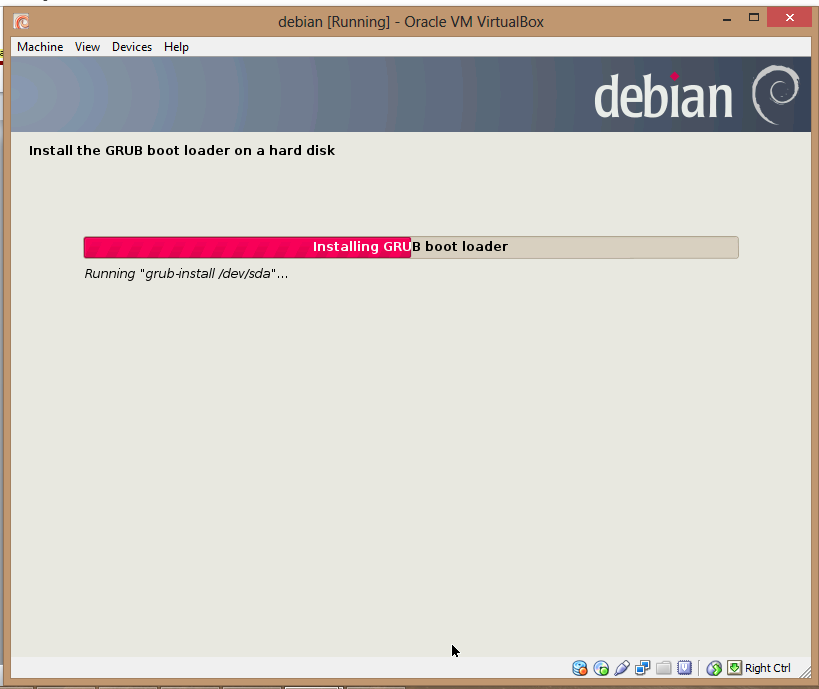 debian [Running] - Oracle VM VirtualBox
Machine View Devices Help
debian
Install the GRUB boot loader on a hard disk
Installing GRUB boot loader
Running "grub-install /dev/sda"...
Right Ctrl